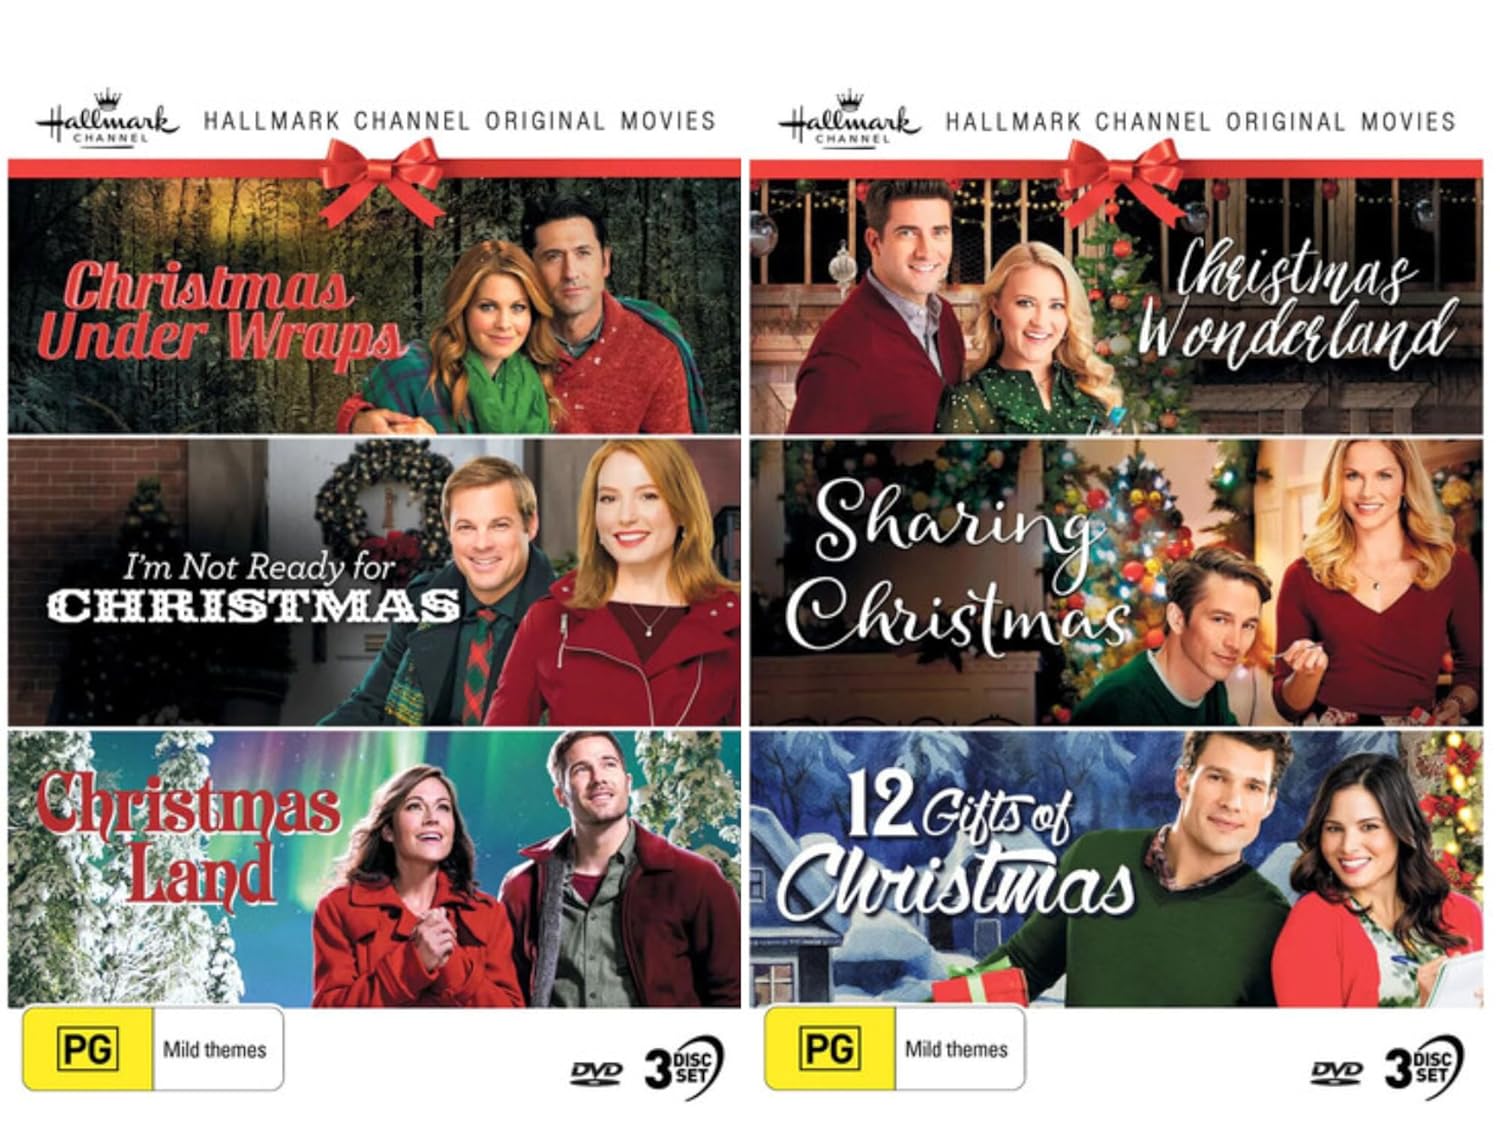 Hallmark
CHANNEL
HALLMARK CHANNEL ORIGINAL MOVIES
Christmas
Under Wraps
I'm Not Ready for
CHRISTMAS
Christmas
Land
PG
Mild themes
DVD
3 DISC
SET
Hallmark
CHANNEL
HALLMARK CHANNEL ORIGINAL MOVIES
Christmas
Wonderland
Sharing
Christmas
12 Gifts of
Christmas
PG
Mild themes
DVD
3 DISC
SET